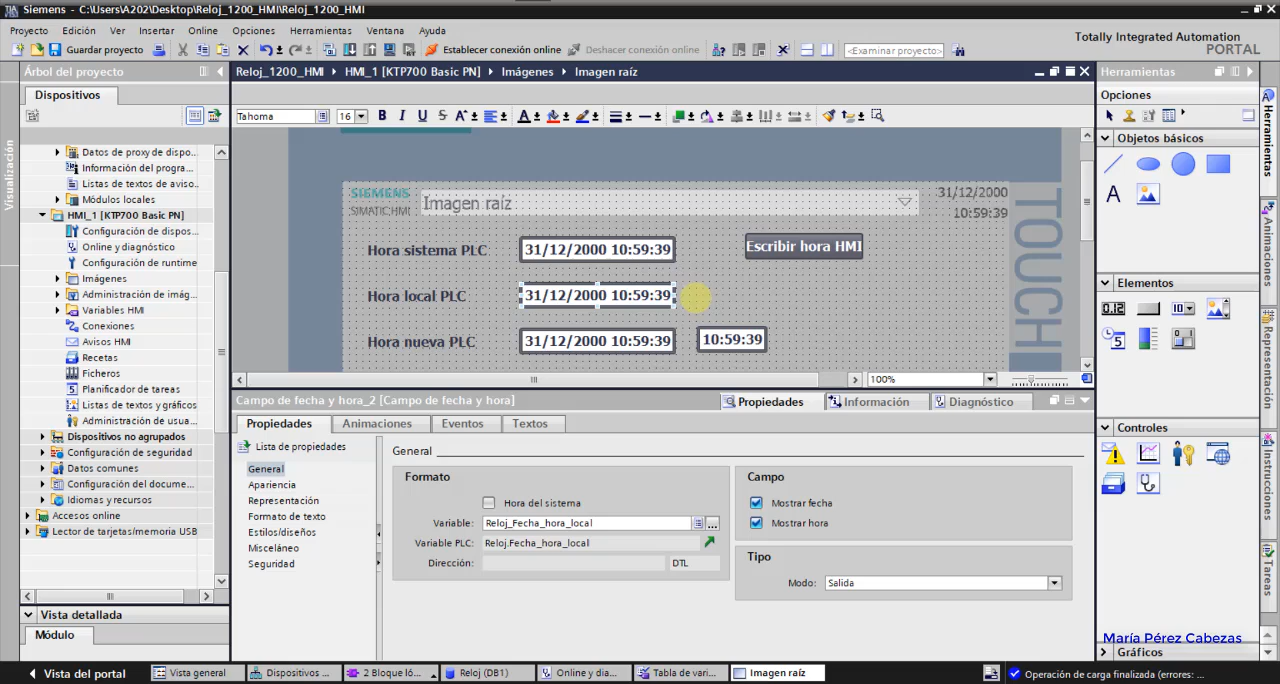 Siemens - C:\Users\A202\Desktop\Reloj_1200_HMI\Reloj_1200_HMI
Proyecto Edición Ver Insertar Online Opciones Herramientas Ventana Ayuda
Totally Integrated Automation
PORTAL
Guardar proyecto Establecer conexión online Deshacer conexión online <Examinar proyecto>
Árbol del proyecto
Reloj_1200_HMI HMI_1 [KTP700 Basic PN] Imágenes Imagen raíz
Herramientas
Dispositivos
Opciones
Visualización
Tahoma 16 B I U S A A
Objetos básicos
A
Datos de proxy de dispo...
Información del progra...
Listas de textos de aviso...
Módulos locales
HMI_1 [KTP700 Basic PN]
Configuración de dispos...
Online y diagnóstico
Configuración de runtime
Imágenes
Administración de imág...
Variables HMI
Conexiones
Avisos HMI
Recetas
Ficheros
Planificador de tareas
Listas de textos y gráficos
Administración de usua...
Dispositivos no agrupados
Configuración de seguridad
Datos comunes
Configuración del docume...
Idiomas y recursos
Accesos online
Lector de tarjetas/memoria USB
SIEMENS
SIMATIC HMI
Imagen raíz
31/12/2000
10:59:39
TOUCH
Hora sistema PLC 31/12/2000 10:59:39 Escribir hora HMI
Hora local PLC 31/12/2000 10:59:39
Hora nueva PLC 31/12/2000 10:59:39 10:59:39
100%
Elementos
0.12 10
5
Controles
Herramientas
Animaciones
Representación
Instrucciones
Tareas
Campo de fecha y hora_2 [Campo de fecha y hora]
Propiedades Información Diagnóstico
Propiedades Animaciones Eventos Textos
Lista de propiedades
General
Apariencia
Representación
Formato de texto
Estilos/diseños
Misceláneo
Seguridad
General
Formato
Hora del sistema
Variable: Reloj_Fecha_hora_local ...
Variable PLC: Reloj.Fecha_hora_local
Dirección: DTL
Campo
Mostrar fecha
Mostrar hora
Tipo
Modo: Salida
Vista detallada
Módulo
María Pérez Cabezas
Gráficos
Vista del portal Vista general Dispositivos ... 2 Bloque ló... Reloj (DB1) Online y dia... Tabla de vari... Imagen raíz Operación de carga finalizada (errores: ...